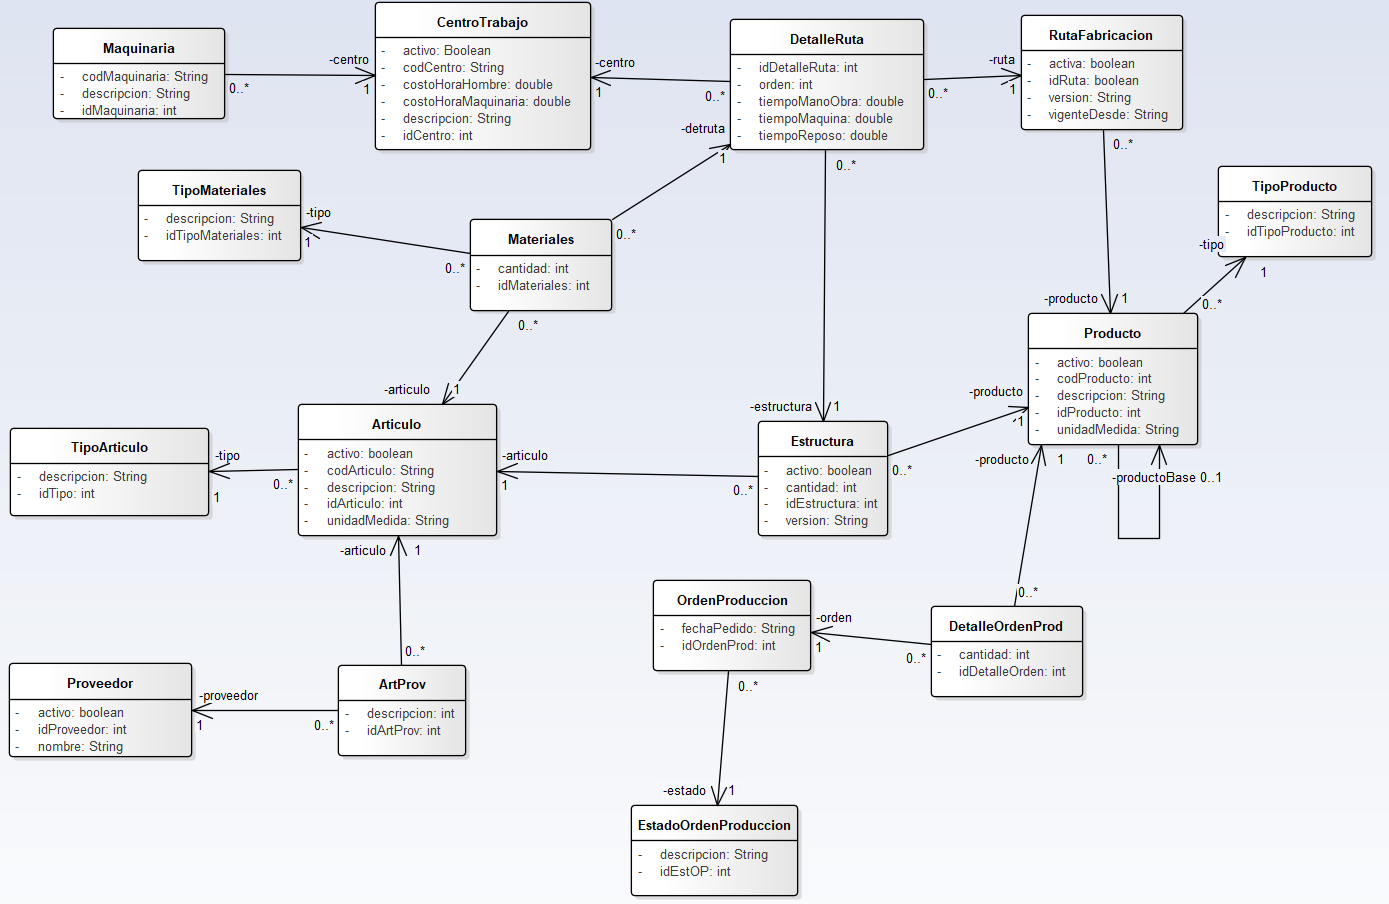 Maquinaria
- codMaquinaria: String
- descripcion: String
- idMaquinaria: int
0..*
-centro
1
CentroTrabajo
- activo: Boolean
- codCentro: String
- costoHoraHombre: double
- costoHoraMaquinaria: double
- descripcion: String
- idCentro: int
-centro
1
0..*
DetalleRuta
- idDetalleRuta: int
- orden: int
- tiempoManoObra: double
- tiempoMaquina: double
- tiempoReposo: double
-detruta
1
0..*
0..*
-ruta
1
RutaFabricacion
- activa: boolean
- idRuta: boolean
- version: String
- vigenteDesde: String
0..*
TipoMateriales
- descripcion: String
- idTipoMateriales: int
-tipo
1
0..*
Materiales
- cantidad: int
- idMateriales: int
0..*
0..*
TipoProducto
- descripcion: String
- idTipoProducto: int
-tipo
1
0..*
-producto
1
Producto
- activo: boolean
- codProducto: int
- descripcion: String
- idProducto: int
- unidadMedida: String
-producto
1
-producto
1
0..*
-productoBase 0..1
-articulo
1
Articulo
- activo: boolean
- codArticulo: String
- descripcion: String
- idArticulo: int
- unidadMedida: String
-articulo
1
-articulo
1
TipoArticulo
- descripcion: String
- idTipo: int
-tipo
1
0..*
-estructura
1
Estructura
- activo: boolean
- cantidad: int
- idEstructura: int
- version: String
0..*
0..*
OrdenProduccion
- fechaPedido: String
- idOrdenProd: int
-orden
1
0..*
0..*
DetalleOrdenProd
- cantidad: int
- idDetalleOrden: int
0..*
Proveedor
- activo: boolean
- idProveedor: int
- nombre: String
-proveedor
1
0..*
0..*
ArtProv
- descripcion: int
- idArtProv: int
-estado
1
EstadoOrdenProduccion
- descripcion: String
- idEstOP: int